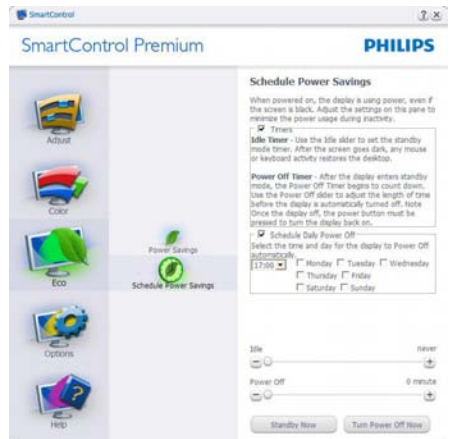 SmartControl
SmartControl Premium
PHILIPS
Adjust
Color
Eco
Options
Help
Power Savings
Schedule Power Savings
Schedule Power Savings
When powered on, the display is using power, even if
the screen is black. Adjust the settings on this pane to
minimize the power usage during inactivity.
Timers
Idle Timer - Use the Idle slider to set the standby
mode timer. After the screen goes dark, any mouse
or keyboard activity restores the desktop.
Power Off Timer - After the display enters standby
mode, the Power Off Timer begins to count down.
Use the Power Off slider to adjust the length of time
before the display is automatically turned off. Note
Once the display off, the power button must be
pressed to turn the display back on.
Schedule Daily Power Off
Select the time and day for the display to Power Off
automatically.
17:00 Monday Tuesday Wednesday
Thursday Friday
Saturday Sunday
Idle never
Power Off 0 minute
Standby Now Turn Power Off Now